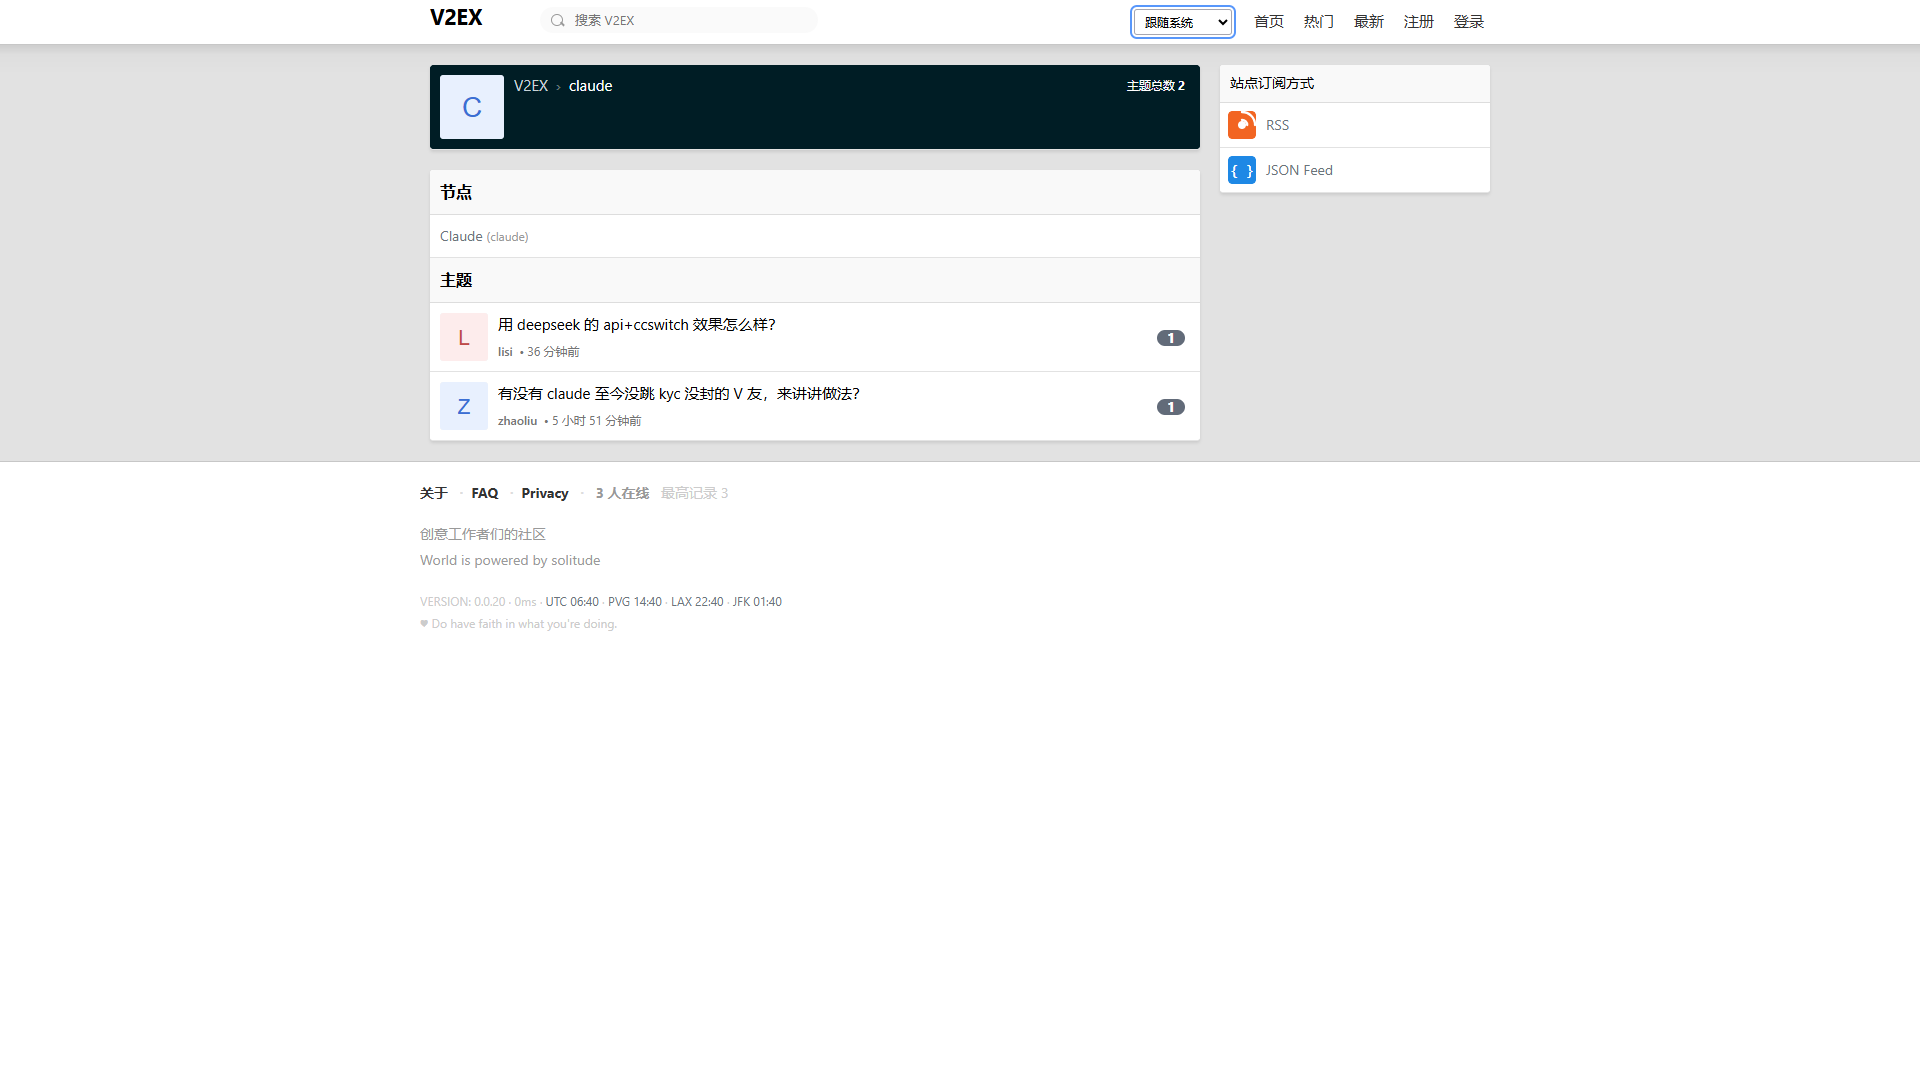 V2EX
搜索 V2EX
跟随系统
首页 热门 最新 注册 登录
C
V2EX › claude
主题总数 2
节点
Claude (claude)
主题
L
用 deepseek 的 api+ccswitch 效果怎么样?
lisi • 36 分钟前
1
Z
有没有 claude 至今没跳 kyc 没封的 V 友，来讲讲做法?
zhaoliu • 5 小时 51 分钟前
1
站点订阅方式
RSS
{ } JSON Feed
关于 · FAQ · Privacy · 3 人在线 最高记录 3
创意工作者们的社区
World is powered by solitude
VERSION: 0.0.20 · 0ms · UTC 06:40 · PVG 14:40 · LAX 22:40 · JFK 01:40
♥ Do have faith in what you're doing.